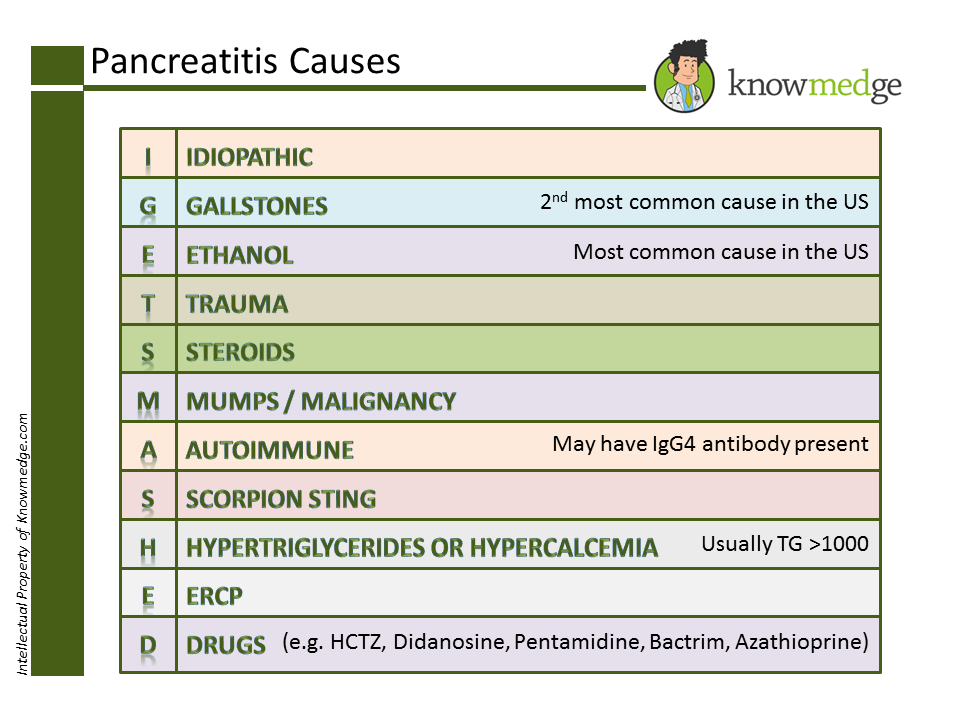 Pancreatitis Causes
knowmedge
I IDIOPATHIC
G GALLSTONES 2nd most common cause in the US
E ETHANOL Most common cause in the US
T TRAUMA
S STEROIDS
M MUMPS / MALIGNANCY
A AUTOIMMUNE May have IgG4 antibody present
S SCORPION STING
H HYPERTRIGLYCERIDES OR HYPERCALCEMIA Usually TG >1000
E ERCP
D DRUGS (e.g. HCTZ, Didanosine, Pentamidine, Bactrim, Azathioprine)
Intellectual Property of Knowmedge.com